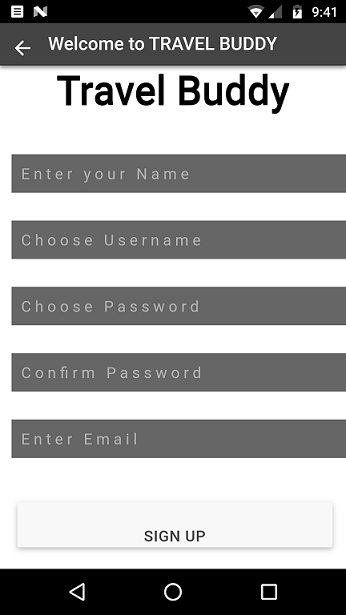 9:41
Welcome to TRAVEL BUDDY
Travel Buddy
Enter your Name
Choose Username
Choose Password
Confirm Password
Enter Email
SIGN UP